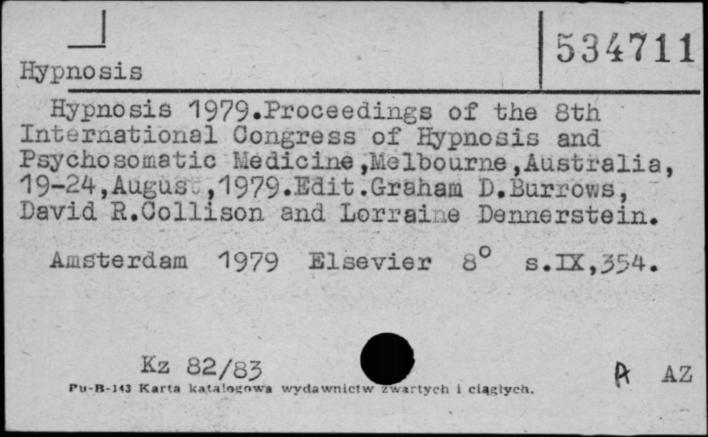 534711
Hypnosis
Hypnosis 1979.Proceedings of the 8th
International Congress of Hypnosis and
Psychosomatic Medicine,Melbourne,Australia,
19-24,August,1979.Edit.Graham D.Burrows,
David R.Collison and Lorraine Dennerstein.
Amsterdam 1979 Elsevier 8° s.IX,354.
Kz 82/83
A AZ
Pu-B-143 Karta katalogowa wydawnictw zwartych i ciągłych.